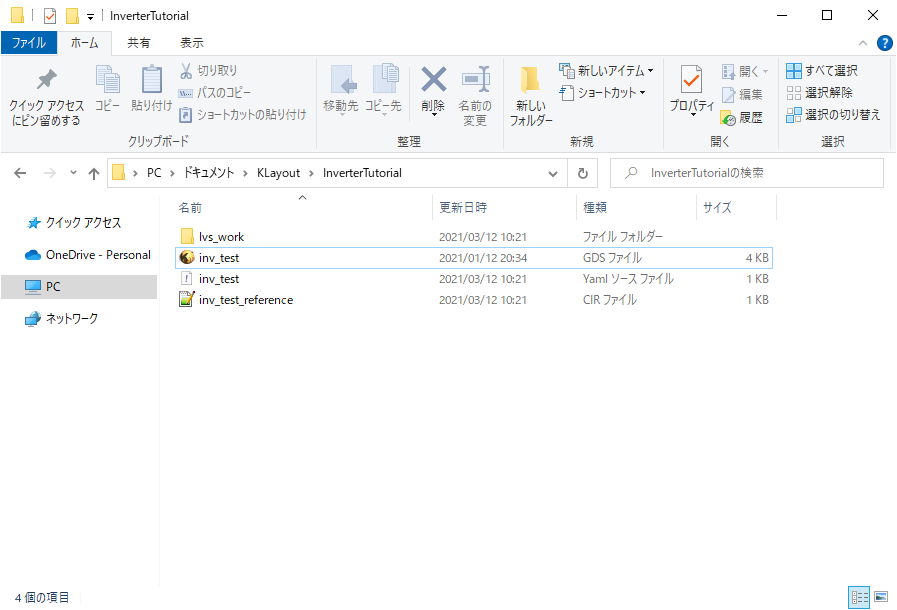 InverterTutorial
ファイル ホーム 共有 表示
クイック アクセス
にピン留めする
コピー
貼り付け
切り取り
パスのコピー
ショートカットの貼り付け
クリップボード
移動先
コピー先
削除
名前の
変更
整理
新しい
フォルダー
新しいアイテム
ショートカット
新規
プロパティ
開く
編集
履歴
開く
すべて選択
選択解除
選択の切り替え
選択
PC ドキュメント KLayout InverterTutorial
InverterTutorialの検索
クイック アクセス
OneDrive - Personal
PC
ネットワーク
名前 更新日時 種類 サイズ
lvs_work 2021/03/12 10:21 ファイル フォルダー
inv_test 2021/01/12 20:34 GDS ファイル 4 KB
inv_test 2021/03/12 10:21 Yaml ソース ファイル 1 KB
inv_test_reference 2021/03/12 10:21 CIR ファイル 1 KB
4 個の項目